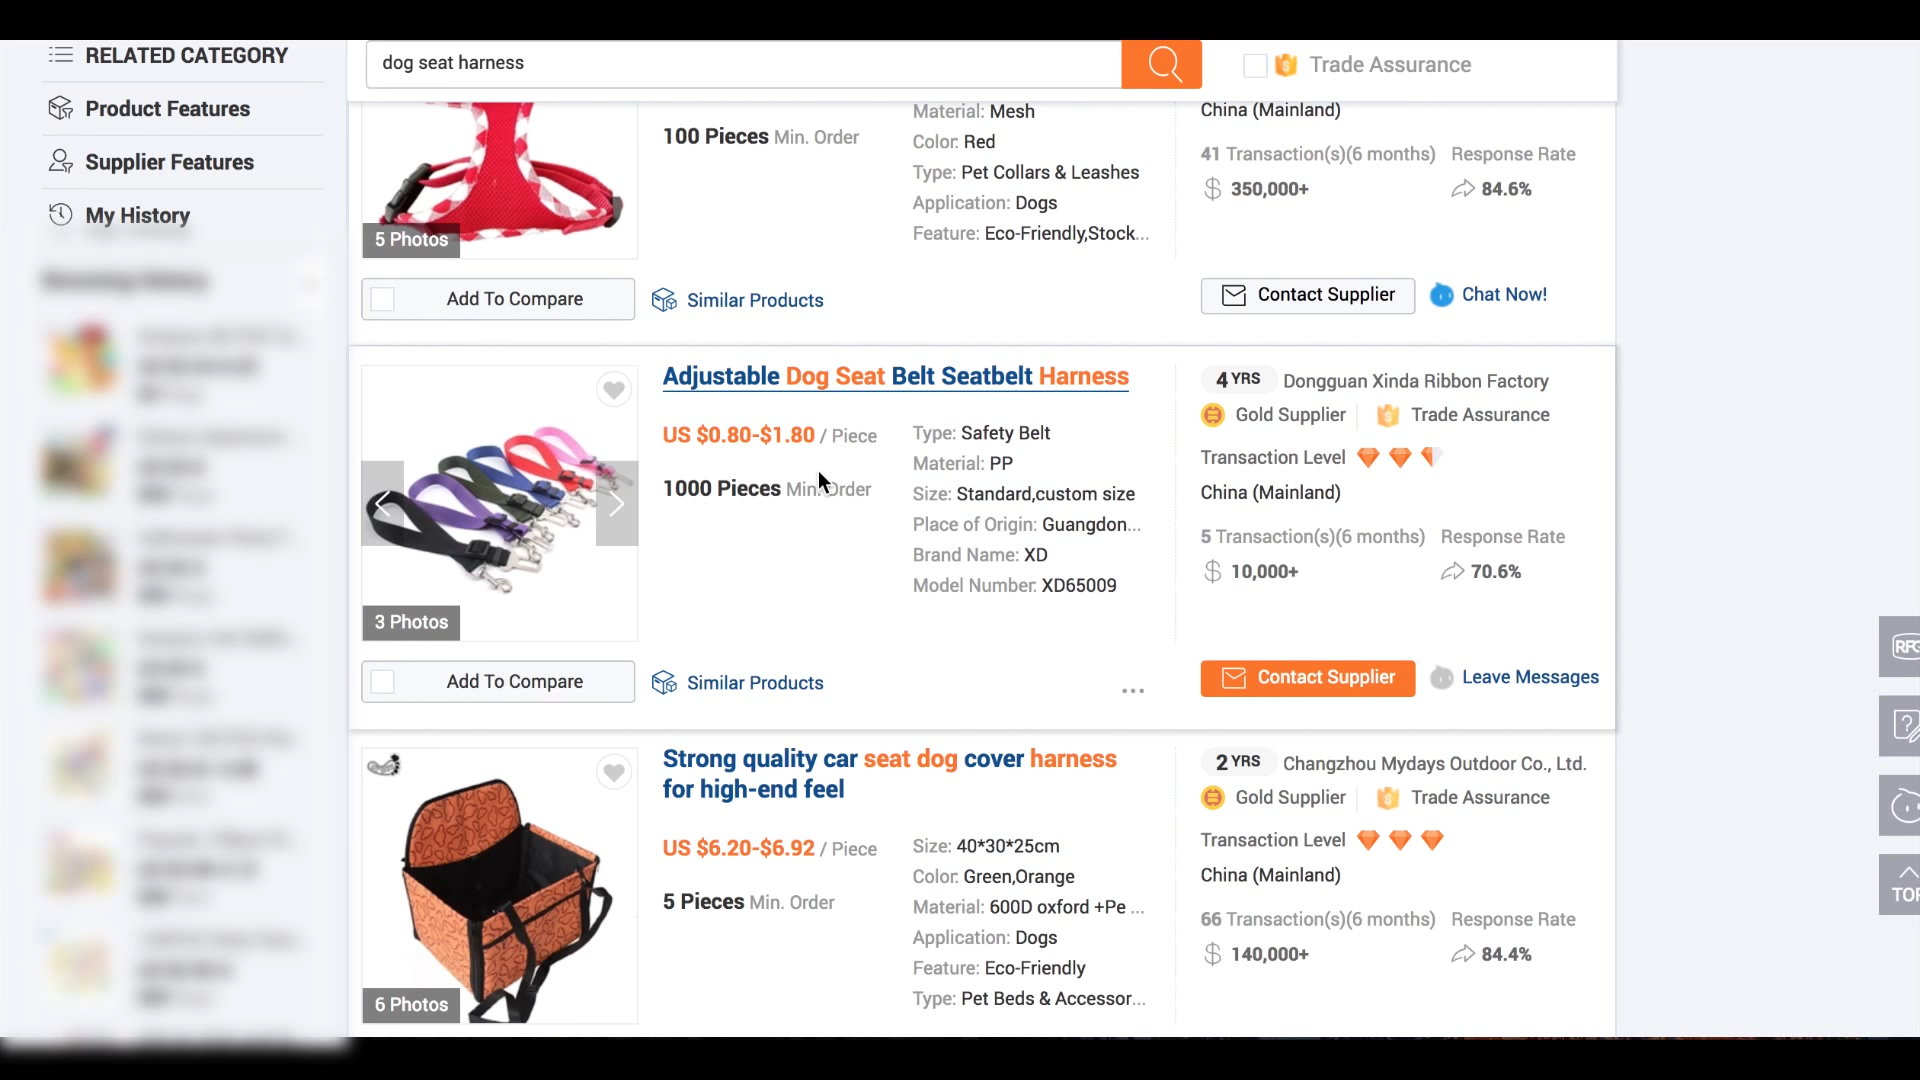 RELATED CATEGORY
Product Features
Supplier Features
My History
dog seat harness
Trade Assurance
5 Photos
100 Pieces Min. Order
Material: Mesh
Color: Red
Type: Pet Collars & Leashes
Application: Dogs
Feature: Eco-Friendly,Stock...
China (Mainland)
41 Transaction(s)(6 months) Response Rate
$ 350,000+ 84.6%
Add To Compare
Similar Products
Contact Supplier
Chat Now!
3 Photos
Adjustable Dog Seat Belt Seatbelt Harness
US $0.80-$1.80 / Piece
1000 Pieces Min. Order
Type: Safety Belt
Material: PP
Size: Standard,custom size
Place of Origin: Guangdon...
Brand Name: XD
Model Number: XD65009
4 YRS Dongguan Xinda Ribbon Factory
Gold Supplier Trade Assurance
Transaction Level
China (Mainland)
5 Transaction(s)(6 months) Response Rate
$ 10,000+ 70.6%
Add To Compare
Similar Products
...
Contact Supplier
Leave Messages
6 Photos
Strong quality car seat dog cover harness
for high-end feel
US $6.20-$6.92 / Piece
5 Pieces Min. Order
Size: 40*30*25cm
Color: Green,Orange
Material: 600D oxford +Pe ...
Application: Dogs
Feature: Eco-Friendly
Type: Pet Beds & Accessor...
2 YRS Changzhou Mydays Outdoor Co., Ltd.
Gold Supplier Trade Assurance
Transaction Level
China (Mainland)
66 Transaction(s)(6 months) Response Rate
$ 140,000+ 84.4%
RFQ
?
TOP